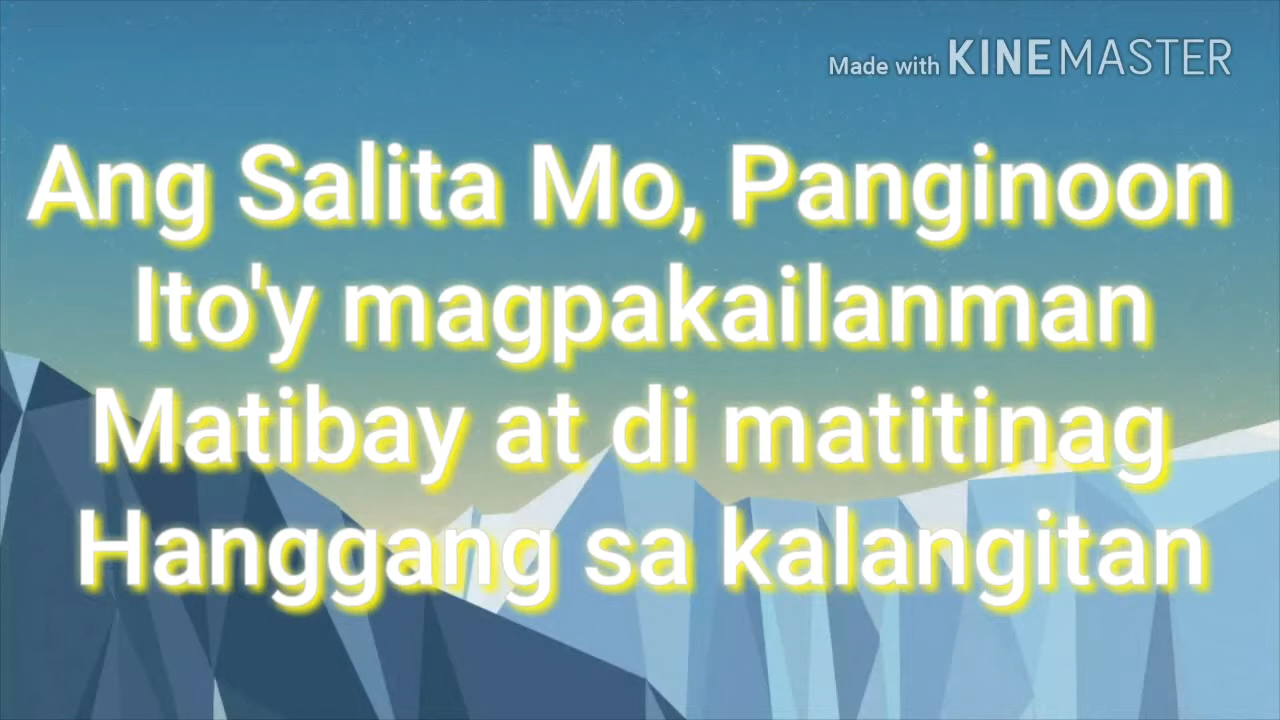 Made with KINEMASTER
Ang Salita Mo, Panginoon
Ito'y magpakailanman
Matibay at di matitinag
Hanggang sa kalangitan